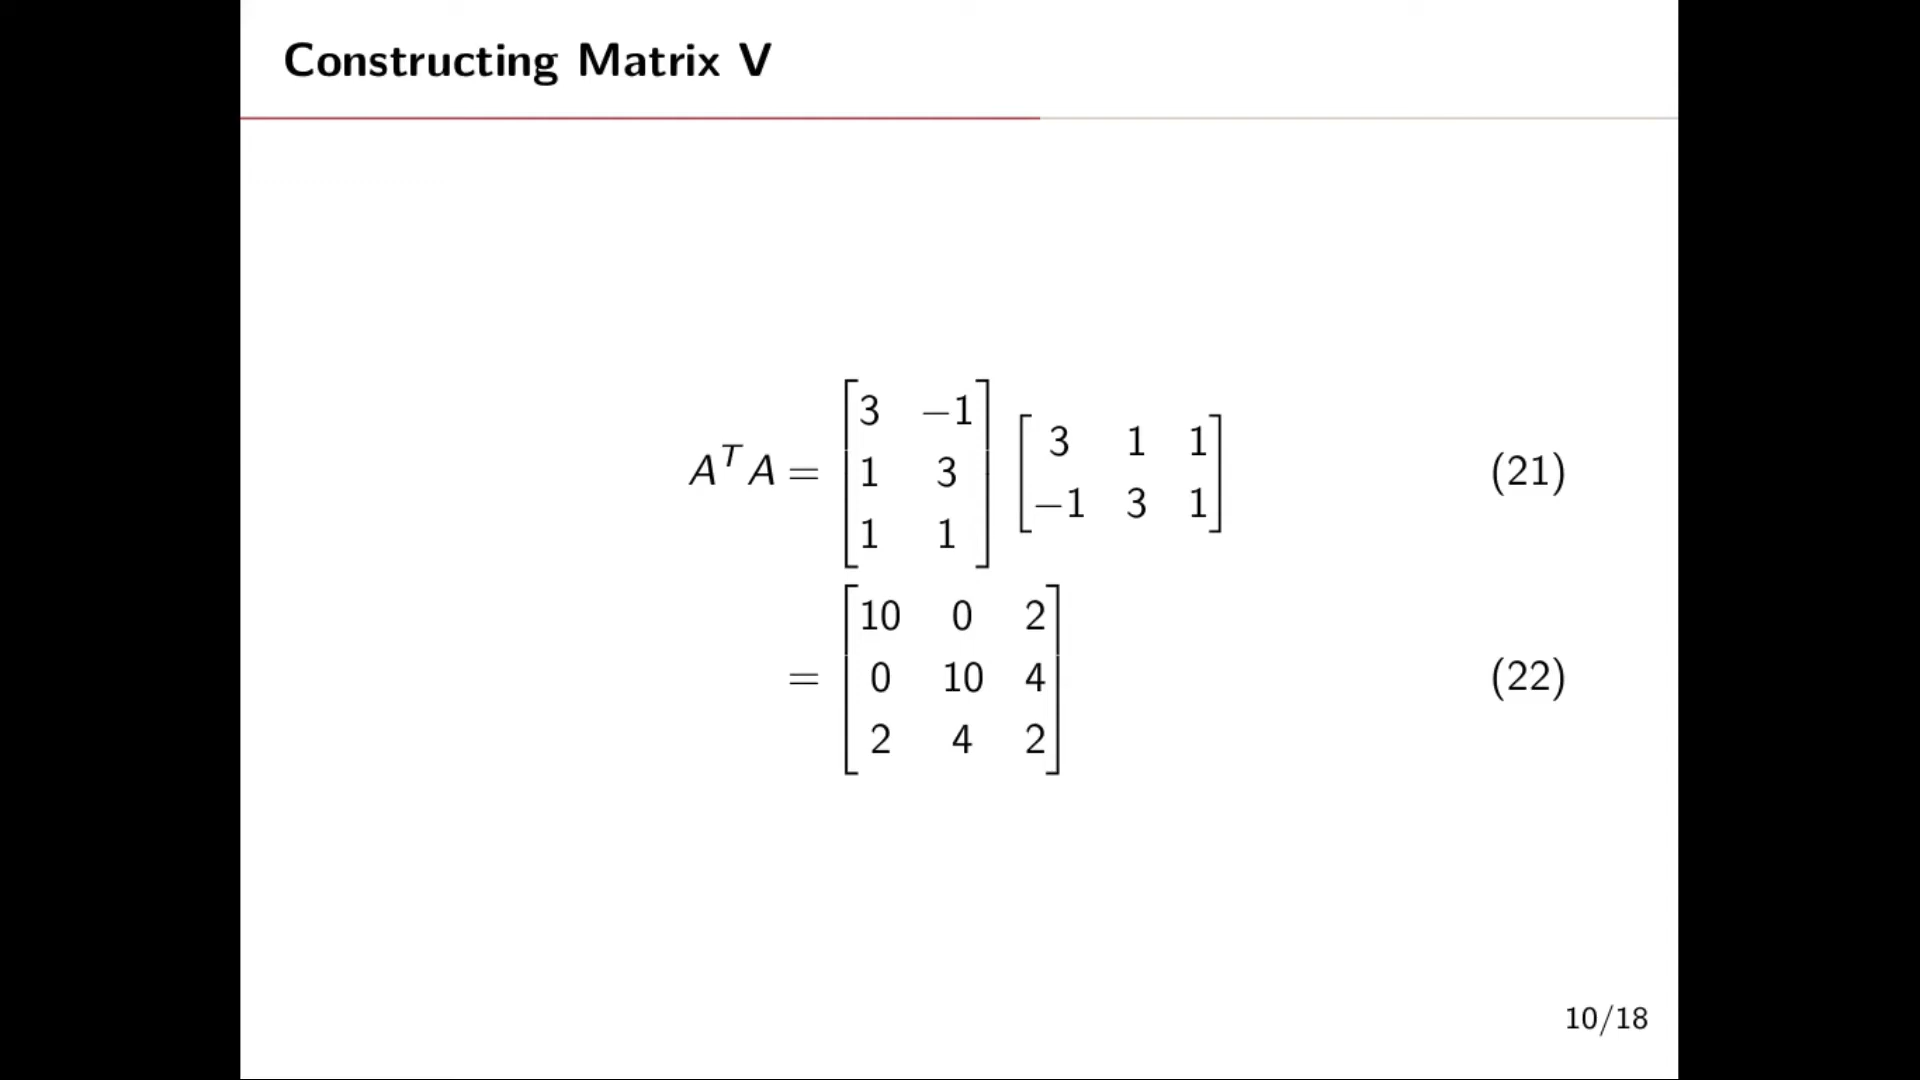 Constructing Matrix V
A^T A = [3 −1; 1 3; 1 1] [3 1 1; −1 3 1] (21)
= [10 0 2; 0 10 4; 2 4 2] (22)
10/18